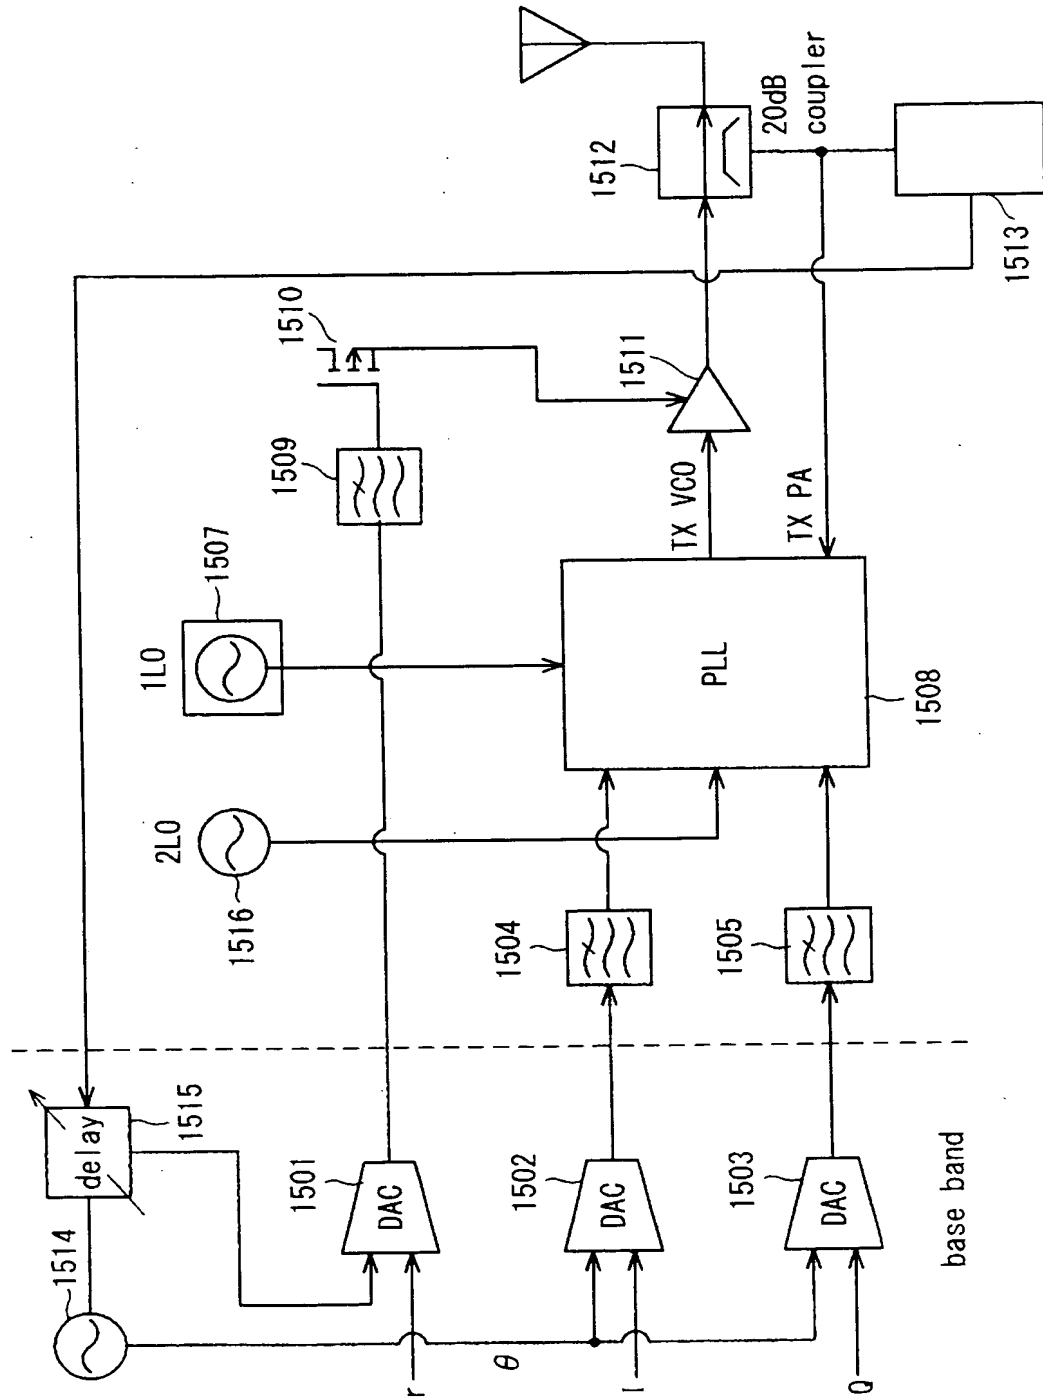 1514
delay
1515
θ
r
DAC
1501
I
DAC
1502
Q
DAC
1503
base band
2LO
1516
1LO
1507
1504
1505
1509
1510
PLL
1508
TX VCO
TX PA
1511
1512
20dB
coupler
1513